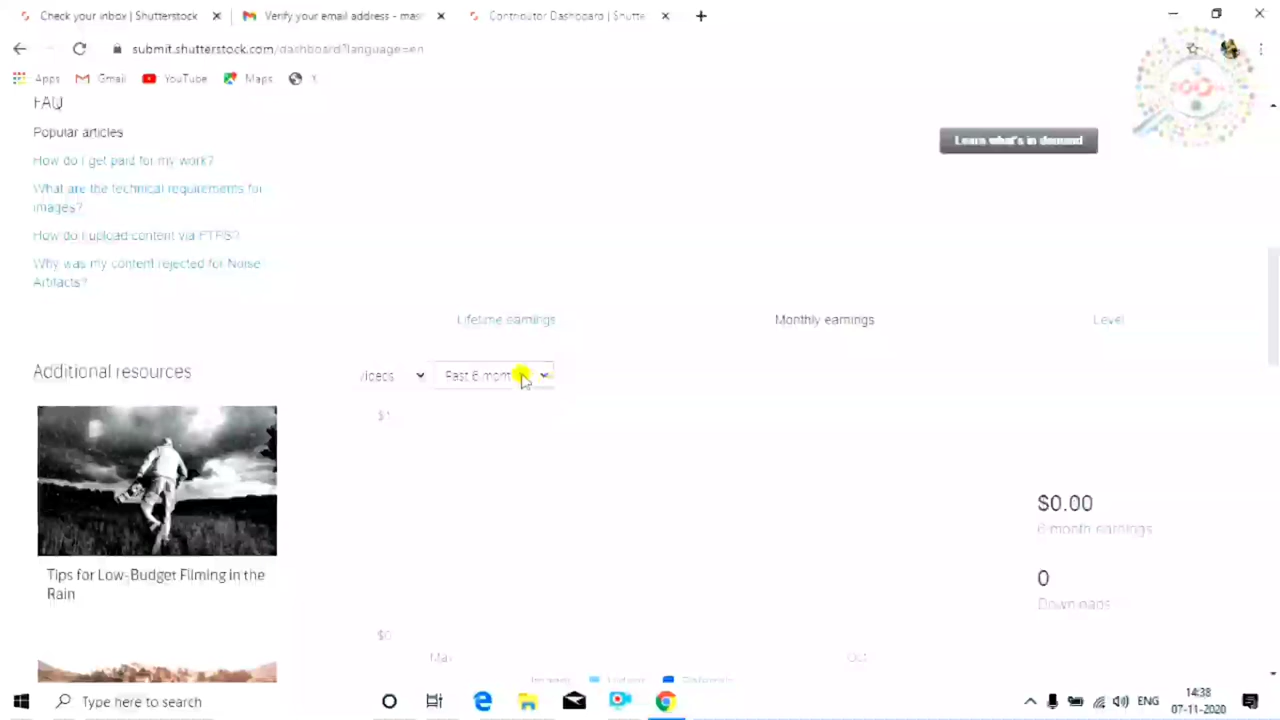 Check your inbox | Shutterstock
Verify your email address - mas
Contributor Dashboard | Shutte
submit.shutterstock.com/dashboard?language=en
Apps
Gmail
YouTube
Maps
X
FAQ
Popular articles
How do I get paid for my work?
What are the technical requirements for
images?
How do I upload content via FTPS?
Why was my content rejected for Noise
Artifacts?
Learn what's in demand
Lifetime earnings
Monthly earnings
Level
Additional resources
Past 6 mont
$1
$0.00
6-month earnings
0
Downloads
Tips for Low-Budget Filming in the
Rain
$0
May
Oct
Type here to search
ENG
14:38
07-11-2020